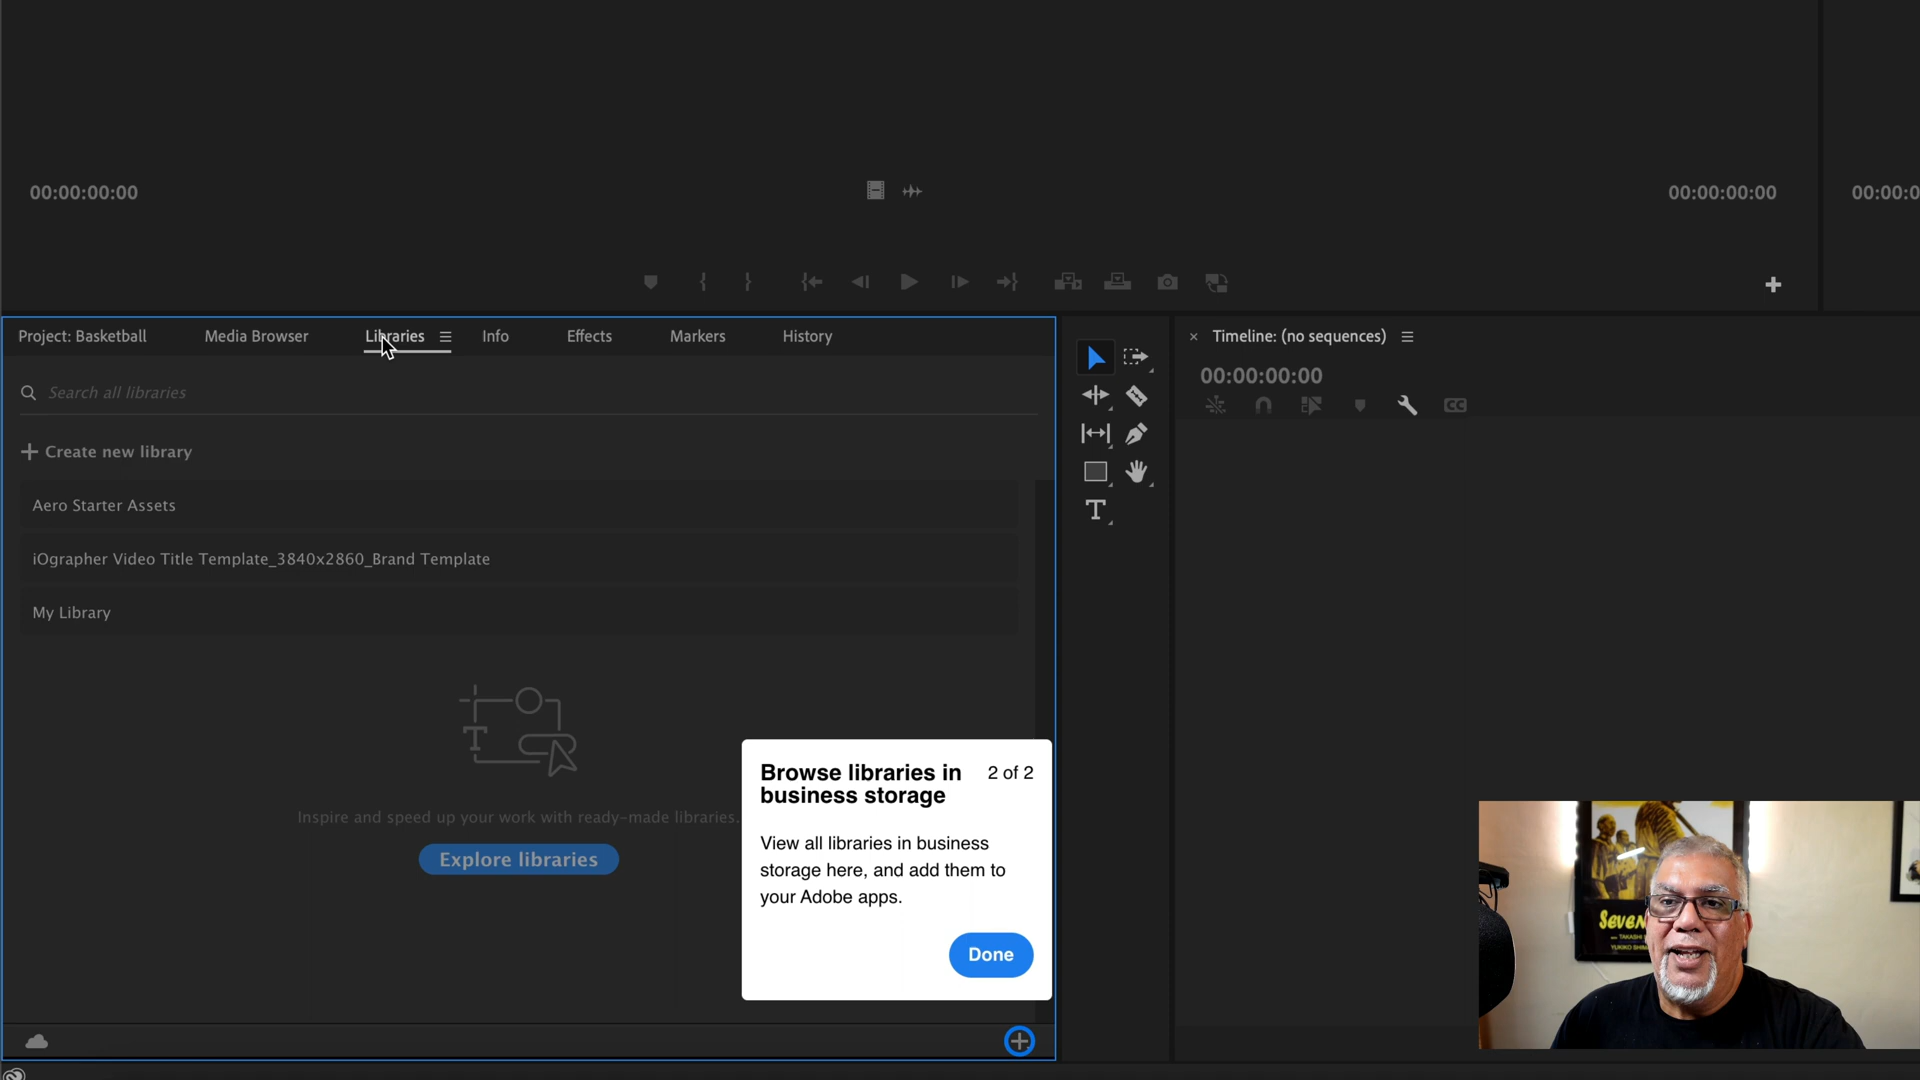 00:00:00:00
00:00:00:00
00:00:0
Project: Basketball
Media Browser
Libraries
Info
Effects
Markers
History
Timeline: (no sequences)
00:00:00:00
CC
Search all libraries
Create new library
Aero Starter Assets
iOgrapher Video Title Template_3840x2860_Brand Template
My Library
T
T
Inspire and speed up your work with ready-made libraries.
Explore libraries
Browse libraries in
business storage
2 of 2
View all libraries in business
storage here, and add them to
your Adobe apps.
Done
SEVEN
TAKASHI